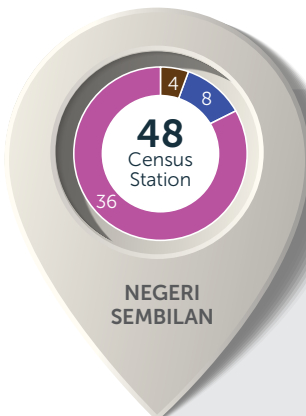 4
8
48
Census
Station
36
NEGERI
SEMBILAN